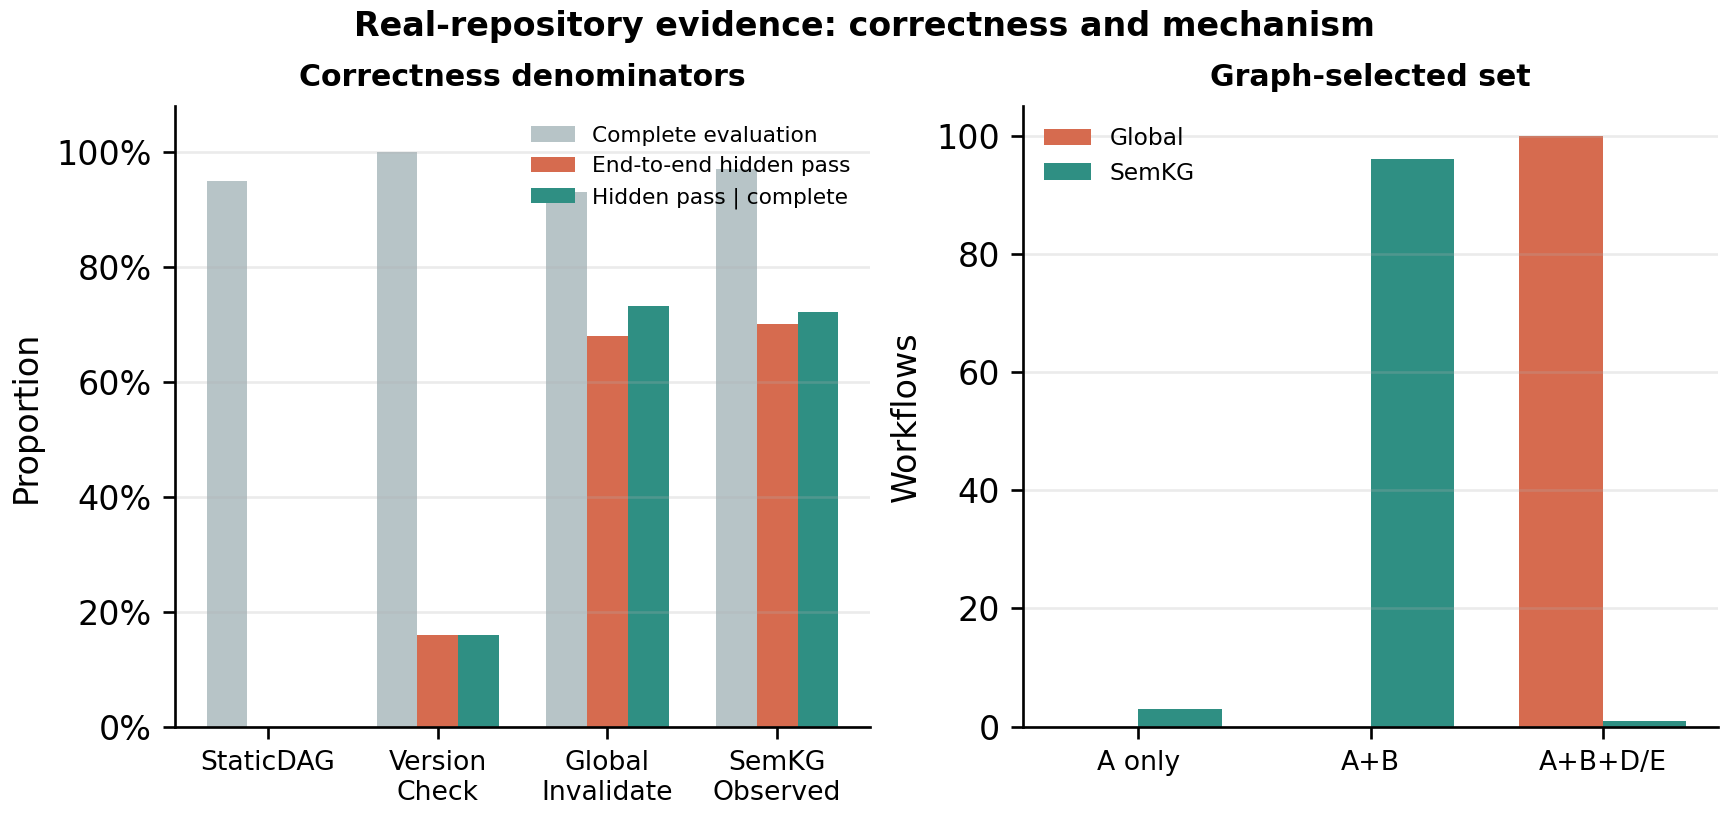 Real-repository evidence: correctness and mechanism
Correctness denominators
Complete evaluation
End-to-end hidden pass
Hidden pass | complete
Proportion
100%
80%
60%
40%
20%
0%
StaticDAG
Version
Check
Global
Invalidate
SemKG
Observed
Graph-selected set
Global
SemKG
Workflows
100
80
60
40
20
0
A only
A+B
A+B+D/E